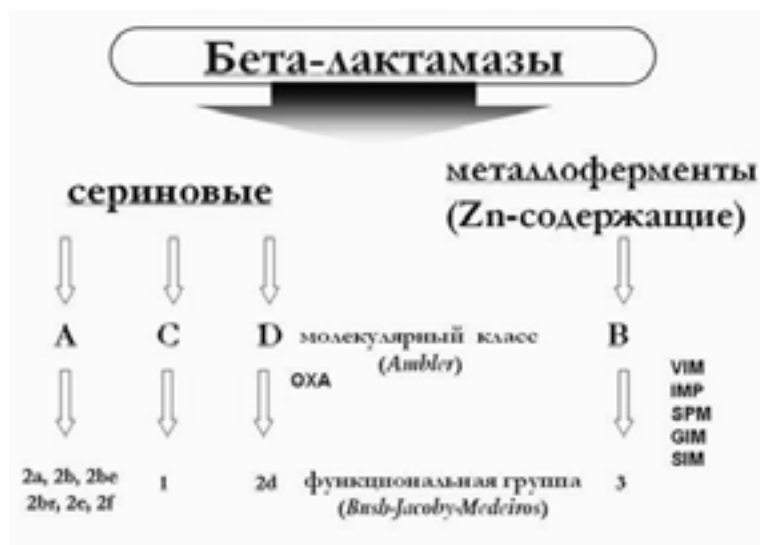 Бета-лактамазы
сериновые
металлоферменты
(Zn-содержащие)
A C D молекулярный класс B
(Ambler)
OXA
VIM
IMP
SPM
GIM
SIM
2a, 2b, 2be
2br, 2e, 2f
1 2d функциональная группа 3
(Bush-Jacoby-Medeiros)